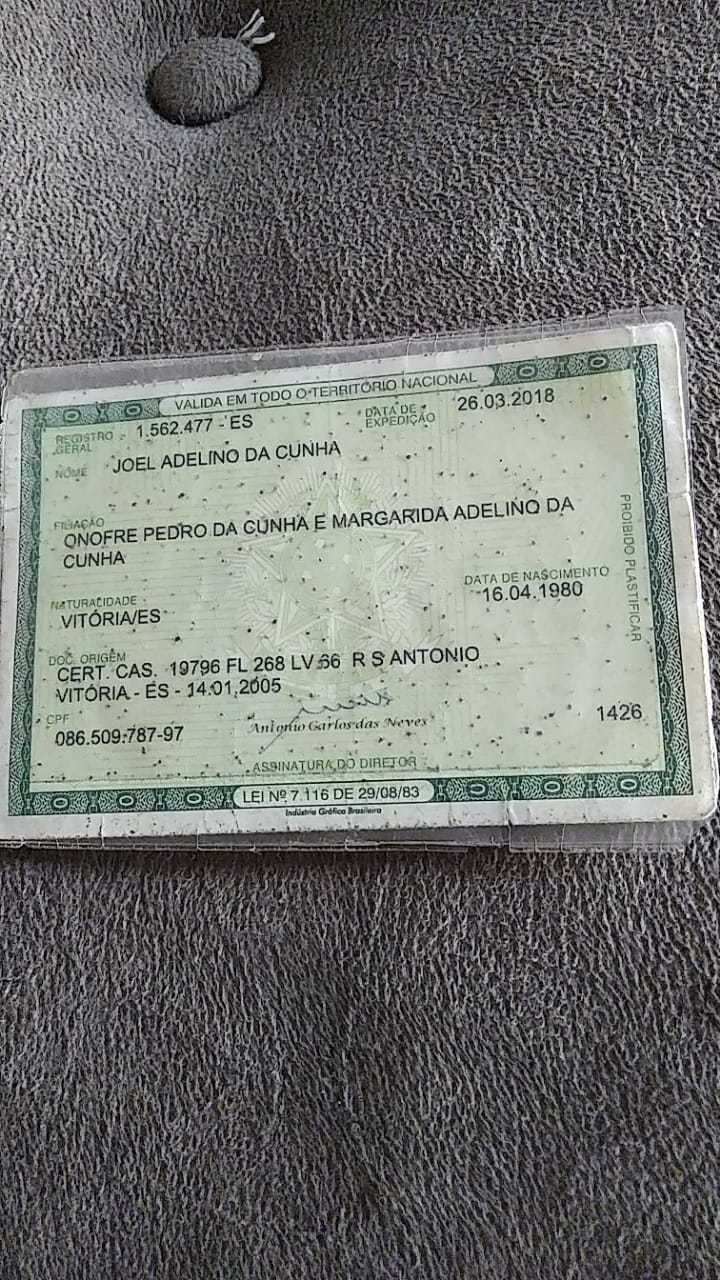 VÁLIDA EM TODO O TERRITÓRIO NACIONAL
REGISTRO GERAL 1.562.477 - ES DATA DE EXPEDIÇÃO 26.03.2018
NOME JOEL ADELINO DA CUNHA
FILIAÇÃO
ONOFRE PEDRO DA CUNHA E MARGARIDA ADELINO DA
CUNHA
NATURALIDADE DATA DE NASCIMENTO
VITÓRIA/ES 16.04.1980
DOC. ORIGEM
CERT. CAS. 19796 FL 268 LV 66 R S ANTONIO
VITÓRIA - ES - 14.01.2005
CPF
086.509.787-97 Antonio Carlos das Neves 1426
ASSINATURA DO DIRETOR
LEI Nº 7.116 DE 29/08/83
Indústria Gráfica Brasileira
PROIBIDO PLASTIFICAR